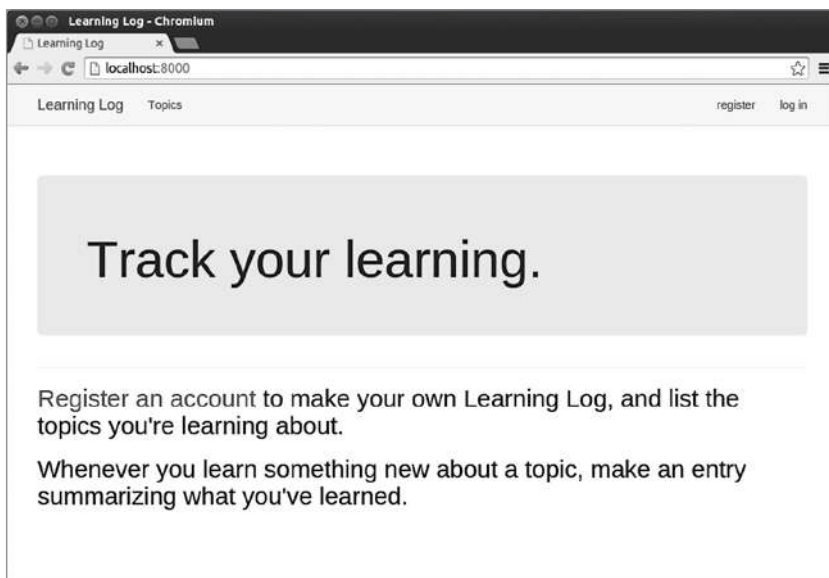 Learning Log - Chromium
Learning Log
localhost:8000
Learning Log Topics register log in
Track your learning.
Register an account to make your own Learning Log, and list the
topics you're learning about.
Whenever you learn something new about a topic, make an entry
summarizing what you've learned.